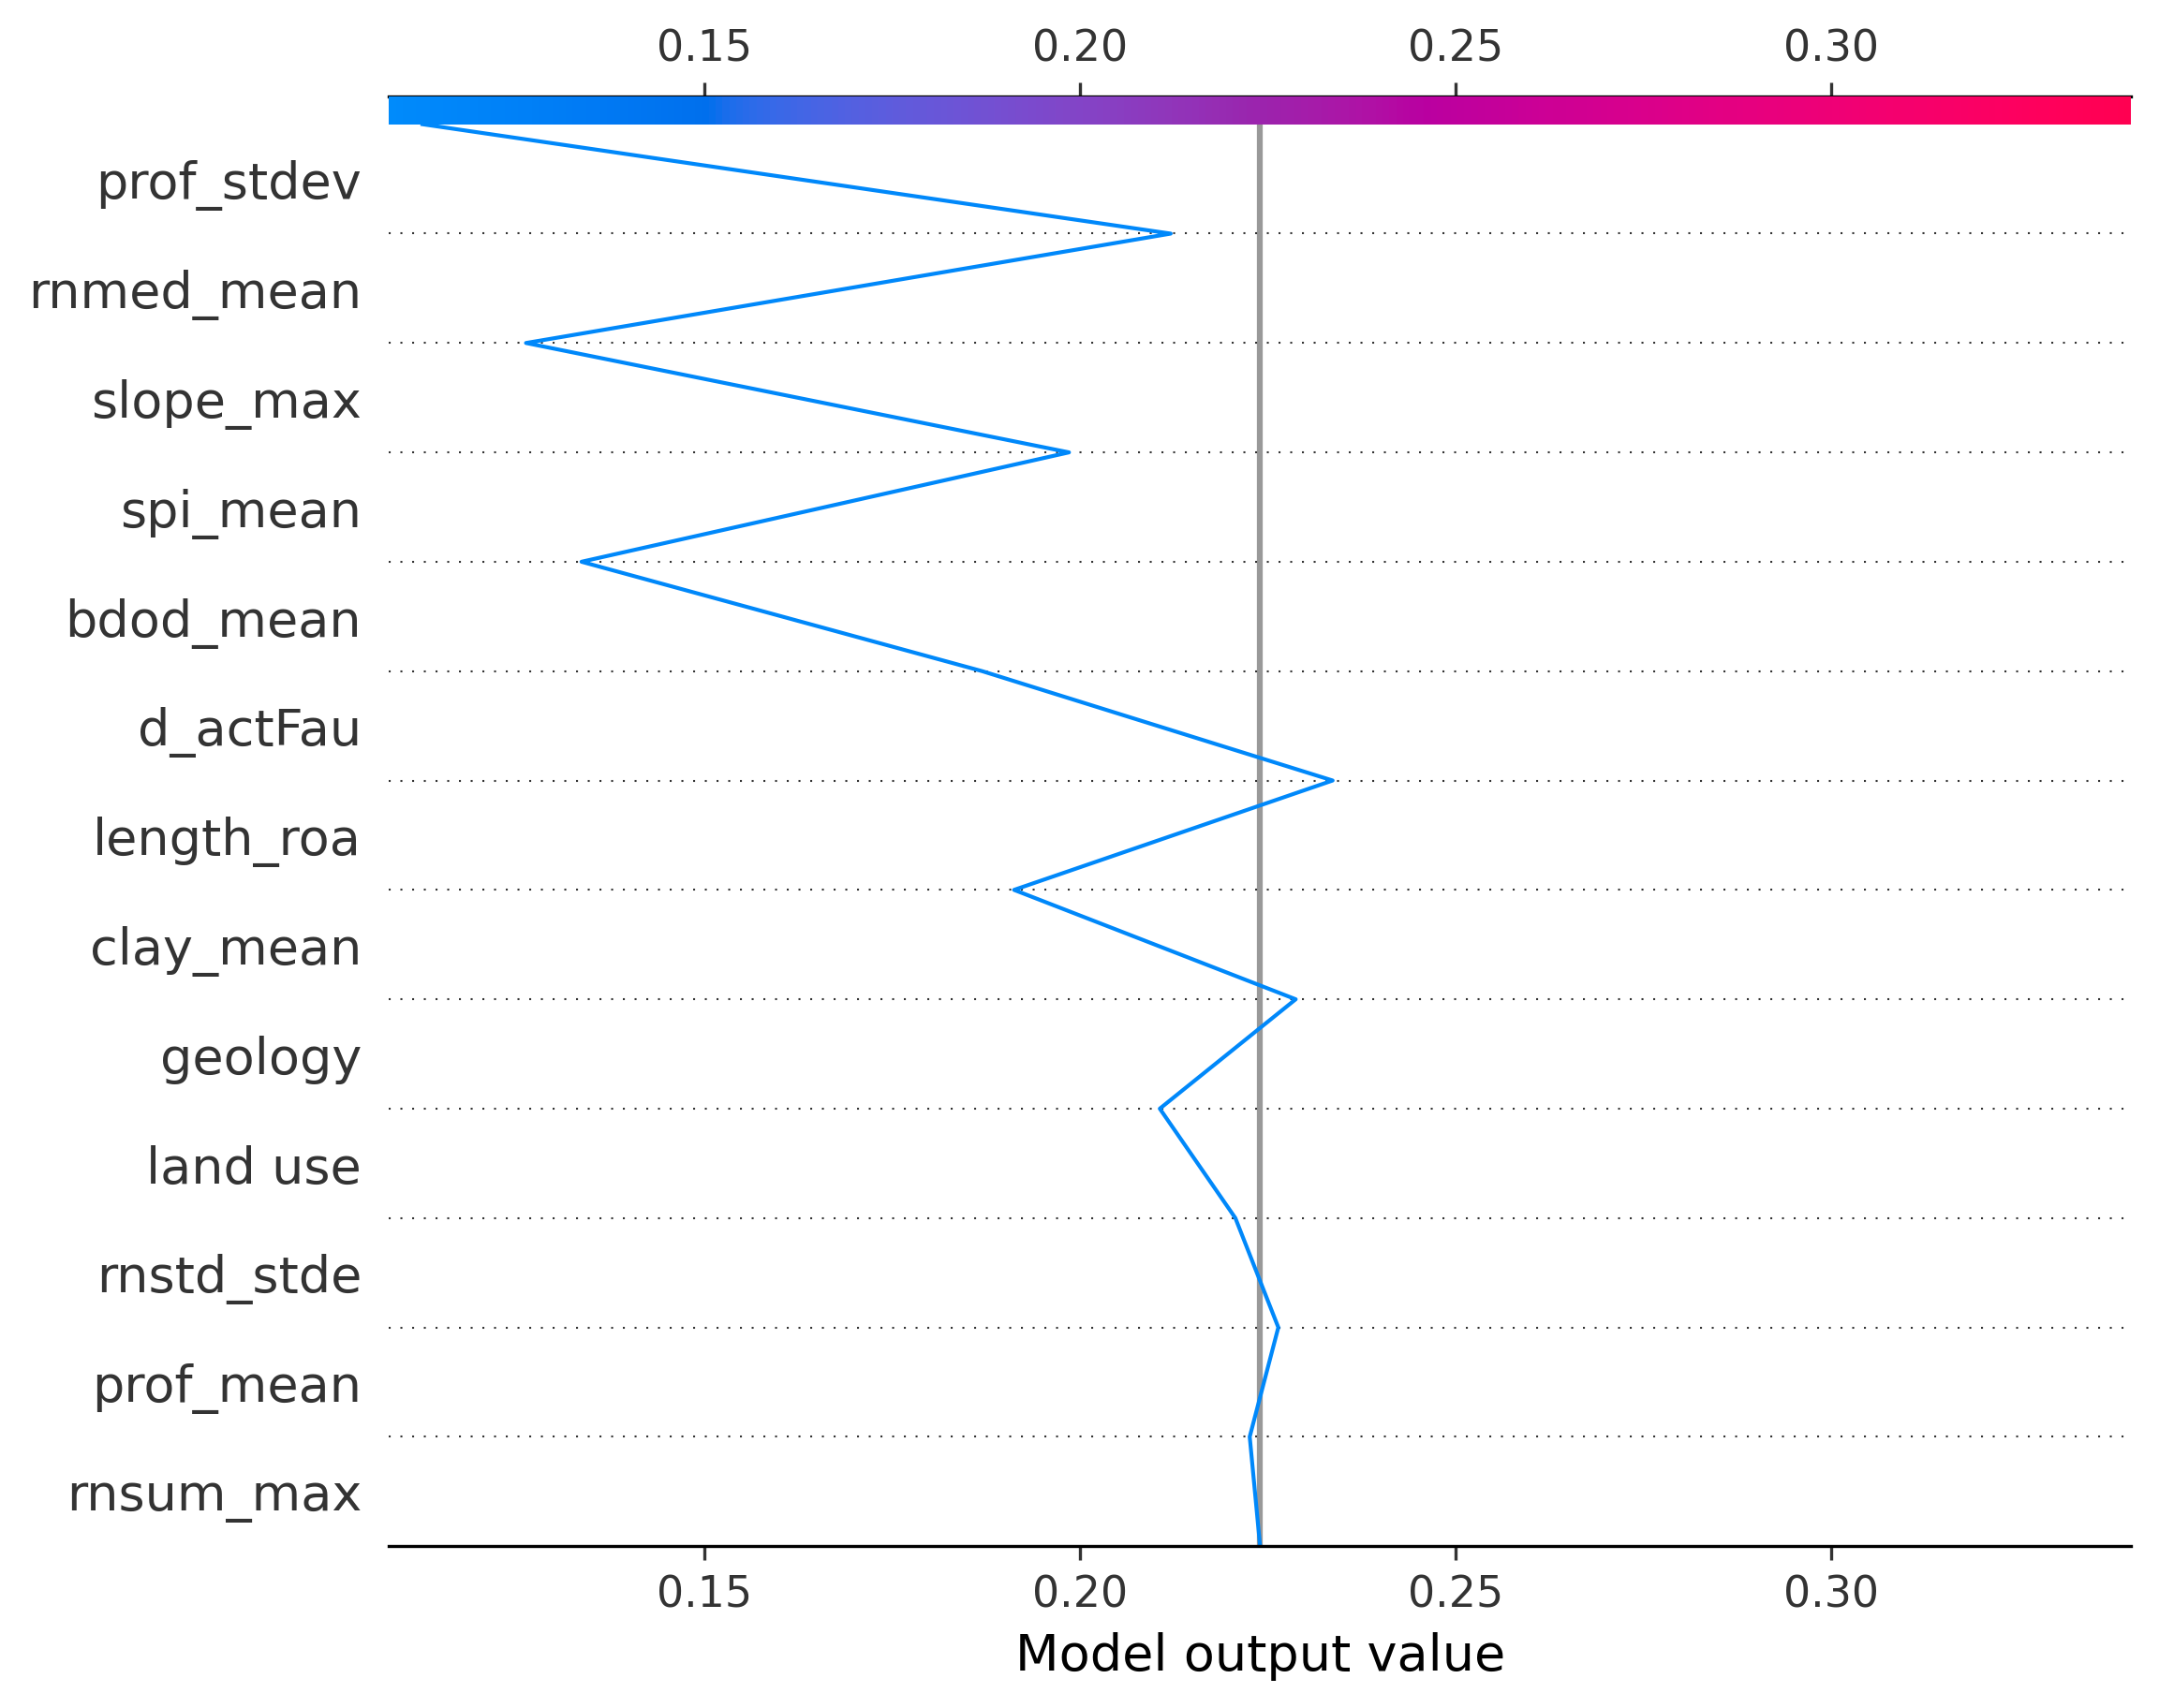 0.15 0.20 0.25 0.30
prof_stdev
rnmed_mean
slope_max
spi_mean
bdod_mean
d_actFau
length_roa
clay_mean
geology
land use
rnstd_stde
prof_mean
rnsum_max
0.15 0.20 0.25 0.30
Model output value